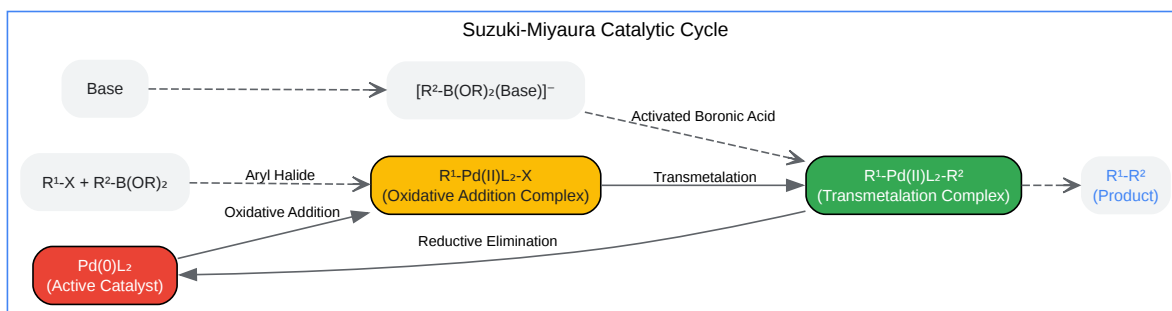 Suzuki-Miyaura Catalytic Cycle
Base
[R²-B(OR)₂(Base)]⁻
Activated Boronic Acid
R¹-X + R²-B(OR)₂
Aryl Halide
R¹-Pd(II)L₂-X
(Oxidative Addition Complex)
Transmetalation
R¹-Pd(II)L₂-R²
(Transmetalation Complex)
R¹-R²
(Product)
Oxidative Addition
Reductive Elimination
Pd(0)L₂
(Active Catalyst)